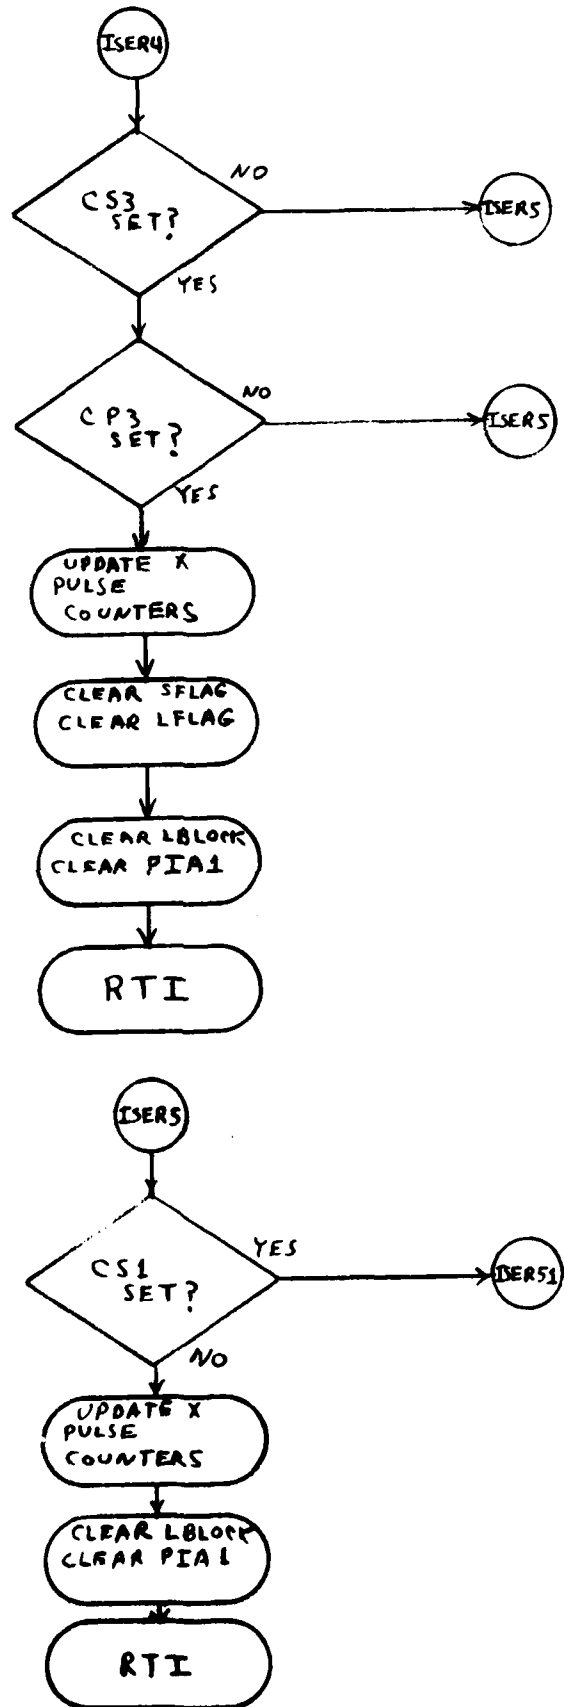 ISER4
NO
CS3
SET?
ISER5
YES
NO
CP3
SET?
ISER5
YES
UPDATE X
PULSE
COUNTERS
CLEAR SFLAG
CLEAR LFLAG
CLEAR LBLOCK
CLEAR PIA1
RTI
ISER5
YES
CS1
SET?
ISER51
NO
UPDATE X
PULSE
COUNTERS
CLEAR LBLOCK
CLEAR PIA1
RTI